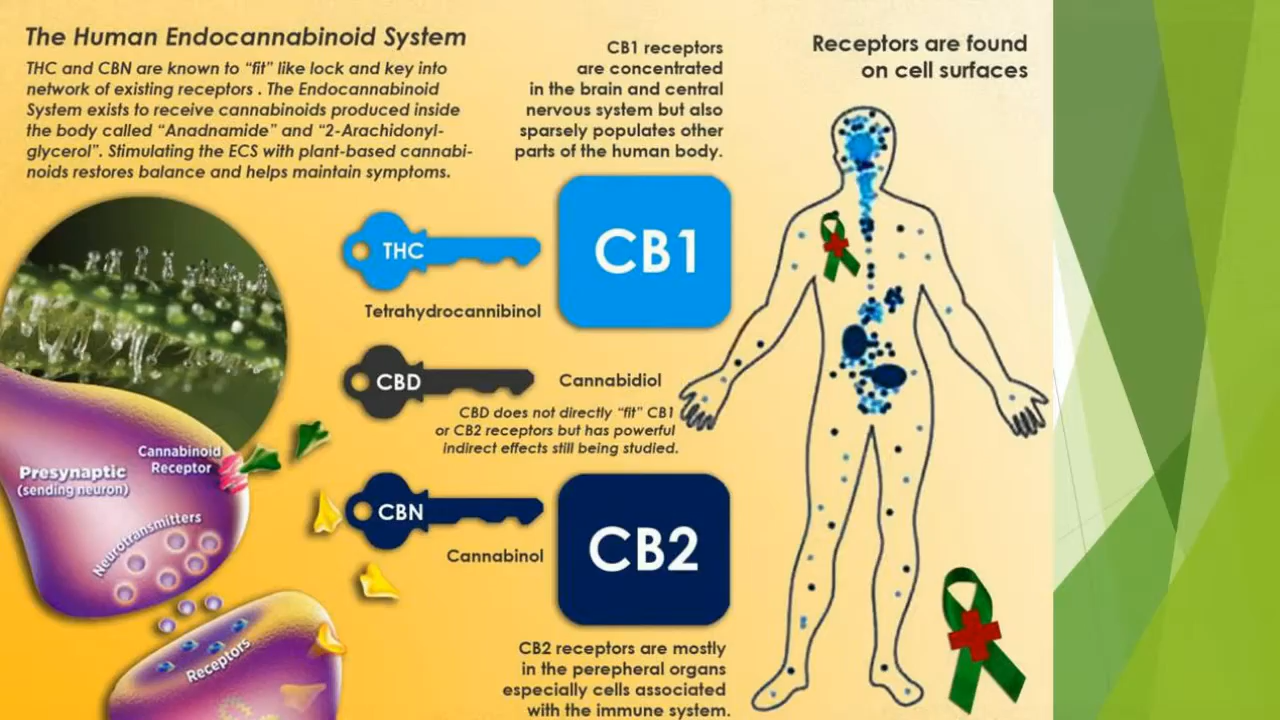 The Human Endocannabinoid System
THC and CBN are known to “fit” like lock and key into
network of existing receptors . The Endocannabinoid
System exists to receive cannabinoids produced inside
the body called “Anadnamide” and “2-Arachidonyl-
glycerol”. Stimulating the ECS with plant-based cannabi-
noids restores balance and helps maintain symptoms.
CB1 receptors
are concentrated
in the brain and central
nervous system but also
sparsely populates other
parts of the human body.
Receptors are found
on cell surfaces
THC
CB1
Tetrahydrocannibinol
CBD
Cannabidiol
CBD does not directly “fit” CB1
or CB2 receptors but has powerful
indirect effects still being studied.
Cannabinoid
Receptor
Presynaptic
(sending neuron)
Neurotransmitters
CBN
CB2
Cannabinol
Receptors
CB2 receptors are mostly
in the perepheral organs
especially cells associated
with the immune system.